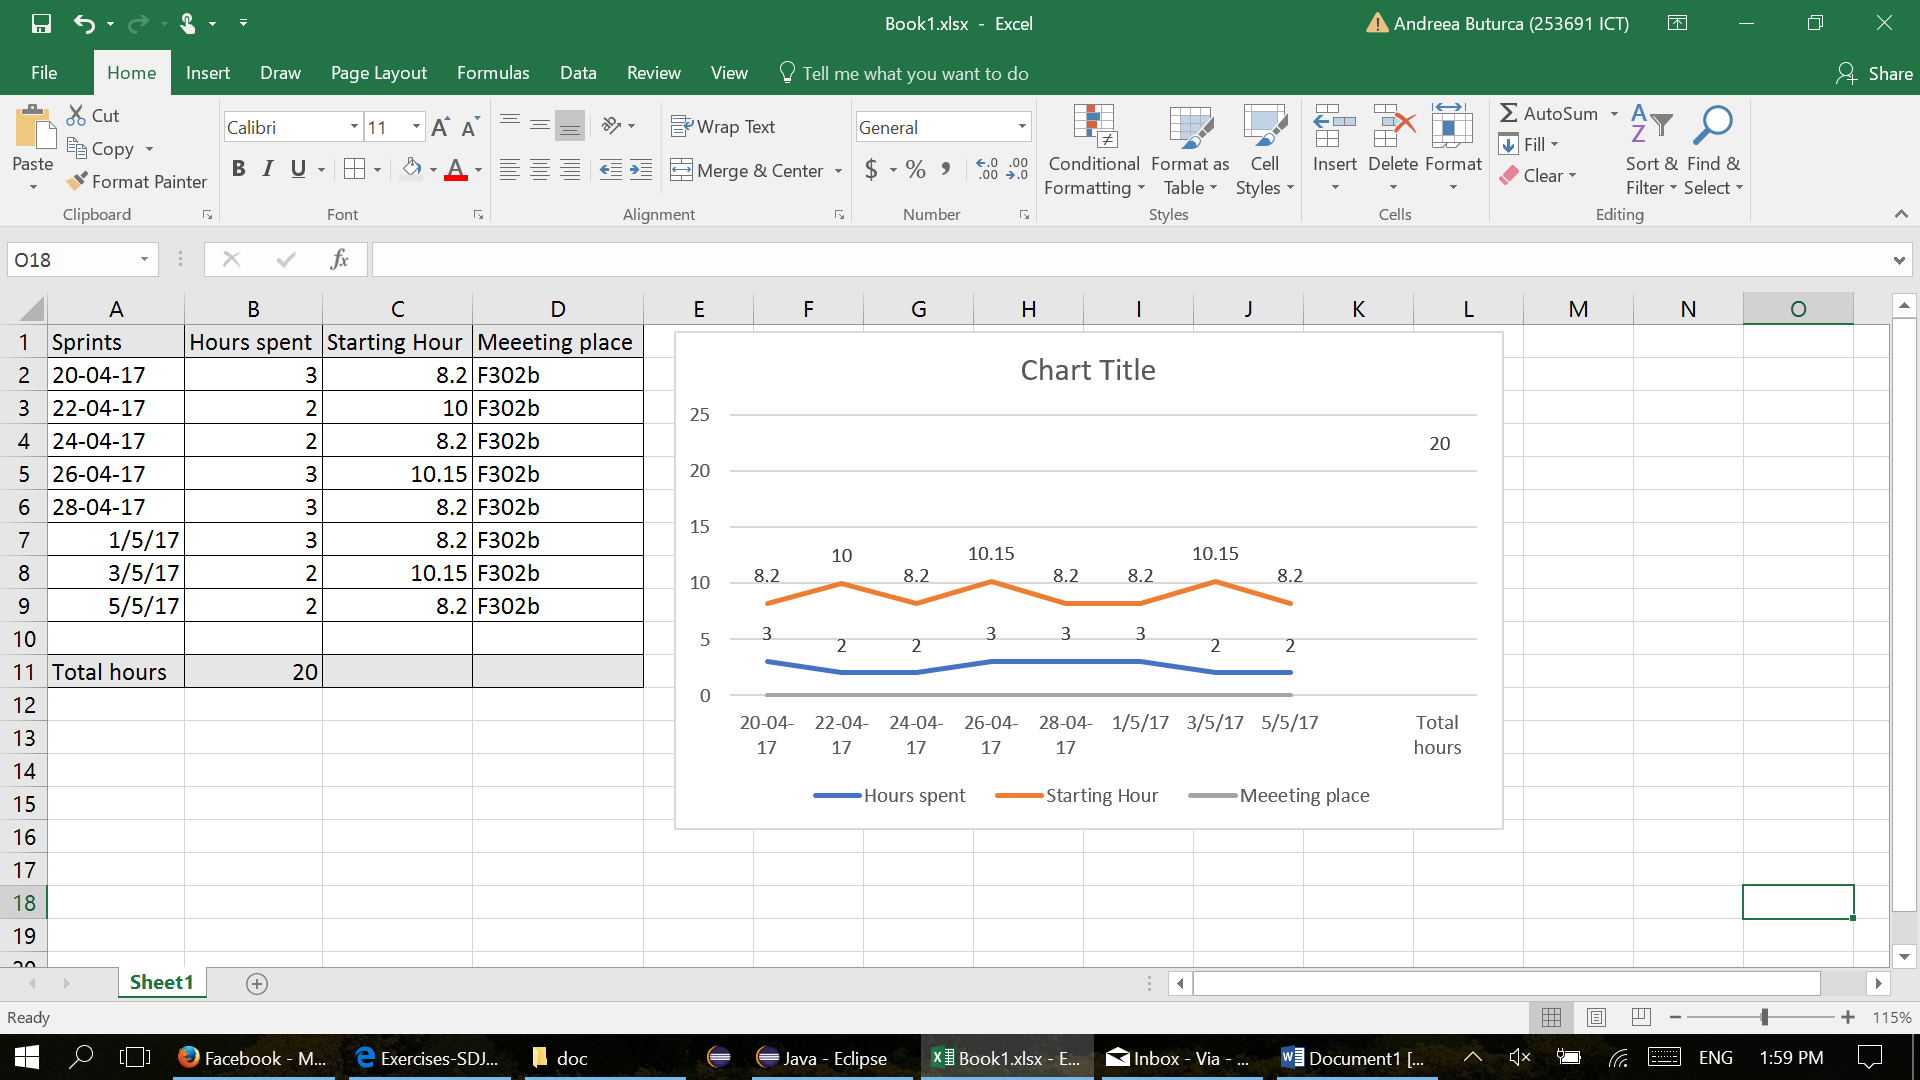 Book1.xlsx - Excel
Andreea Buturca (253691 ICT)
File Home Insert Draw Page Layout Formulas Data Review View Tell me what you want to do Share
Paste
Cut
Copy
Format Painter
Clipboard
Calibri 11
B I U
Font
Wrap Text
Merge & Center
Alignment
General
$ % ,
Number
Conditional Formatting
Format as Table
Cell Styles
Styles
Insert Delete Format
Cells
AutoSum
Fill
Clear
Sort & Filter
Find & Select
Editing
O18
fx
A B C D E F G H I J K L M N O
1 Sprints Hours spent Starting Hour Meeeting place
2 20-04-17 3 8.2 F302b
3 22-04-17 2 10 F302b
4 24-04-17 2 8.2 F302b
5 26-04-17 3 10.15 F302b
6 28-04-17 3 8.2 F302b
7 1/5/17 3 8.2 F302b
8 3/5/17 2 10.15 F302b
9 5/5/17 2 8.2 F302b
10
11 Total hours 20
12
13
14
15
16
17
18
19
20
Chart Title
25
20
15
10
5
0
20
8.2 10 8.2 10.15 8.2 8.2 10.15 8.2
3 2 2 3 3 3 2 2
20-04-17 22-04-17 24-04-17 26-04-17 28-04-17 1/5/17 3/5/17 5/5/17 Total hours
Hours spent Starting Hour Meeeting place
Sheet1
Ready
115%
Facebook - M... Exercises-SDJ... doc Java - Eclipse Book1.xlsx - E... Inbox - Via - ... Document1 [... ENG 1:59 PM